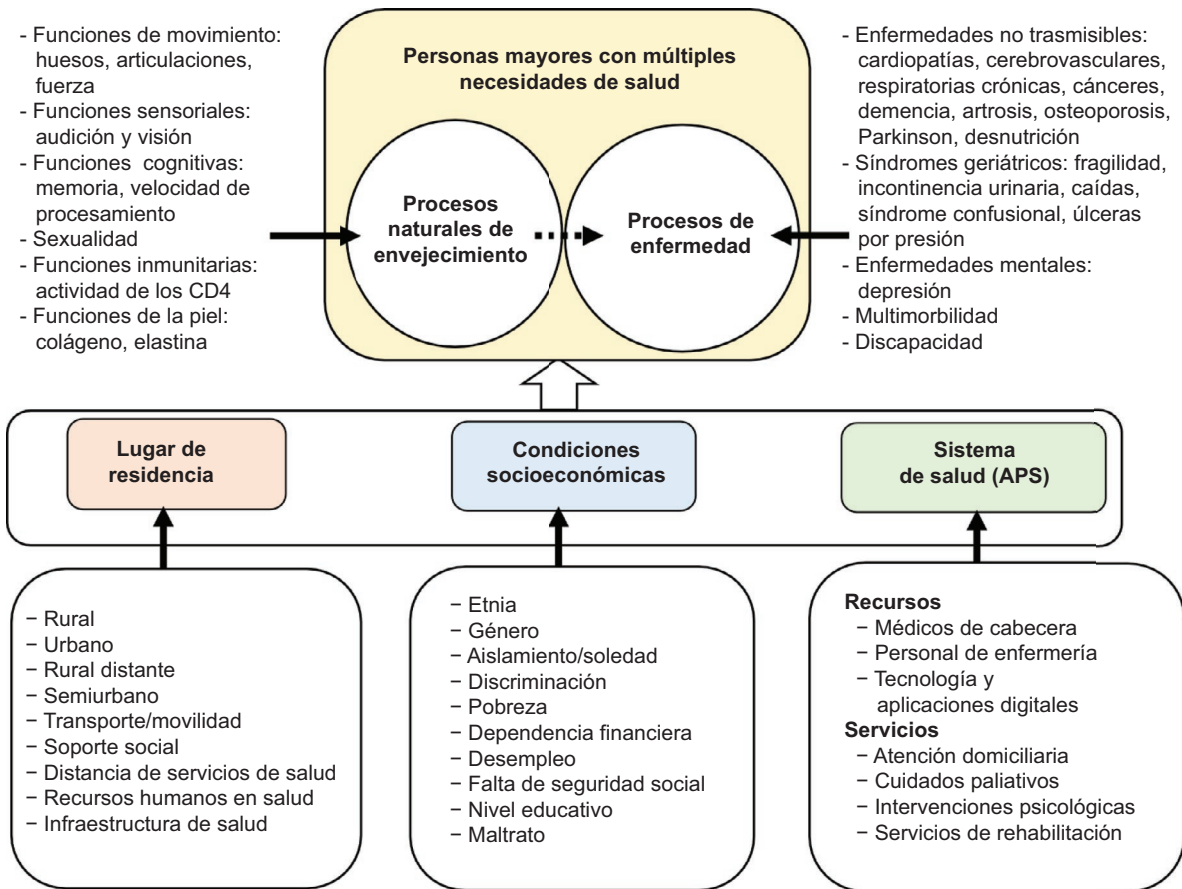 - Funciones de movimiento:
huesos, articulaciones,
fuerza
- Funciones sensoriales:
audición y visión
- Funciones cognitivas:
memoria, velocidad de
procesamiento
- Sexualidad
- Funciones inmunitarias:
actividad de los CD4
- Funciones de la piel:
colágeno, elastina
Personas mayores con múltiples
necesidades de salud
Procesos
naturales de
envejecimiento
Procesos de
enfermedad
- Enfermedades no trasmisibles:
cardiopatías, cerebrovasculares,
respiratorias crónicas, cánceres,
demencia, artrosis, osteoporosis,
Parkinson, desnutrición
- Síndromes geriátricos: fragilidad,
incontinencia urinaria, caídas,
síndrome confusional, úlceras
por presión
- Enfermedades mentales:
depresión
- Multimorbilidad
- Discapacidad
Lugar de
residencia
Condiciones
socioeconómicas
Sistema
de salud (APS)
− Rural
− Urbano
− Rural distante
− Semiurbano
− Transporte/movilidad
− Soporte social
− Distancia de servicios de salud
− Recursos humanos en salud
− Infraestructura de salud
− Etnia
− Género
− Aislamiento/soledad
− Discriminación
− Pobreza
− Dependencia financiera
− Desempleo
− Falta de seguridad social
− Nivel educativo
− Maltrato
Recursos
− Médicos de cabecera
− Personal de enfermería
− Tecnología y
aplicaciones digitales
Servicios
− Atención domiciliaria
− Cuidados paliativos
− Intervenciones psicológicas
− Servicios de rehabilitación